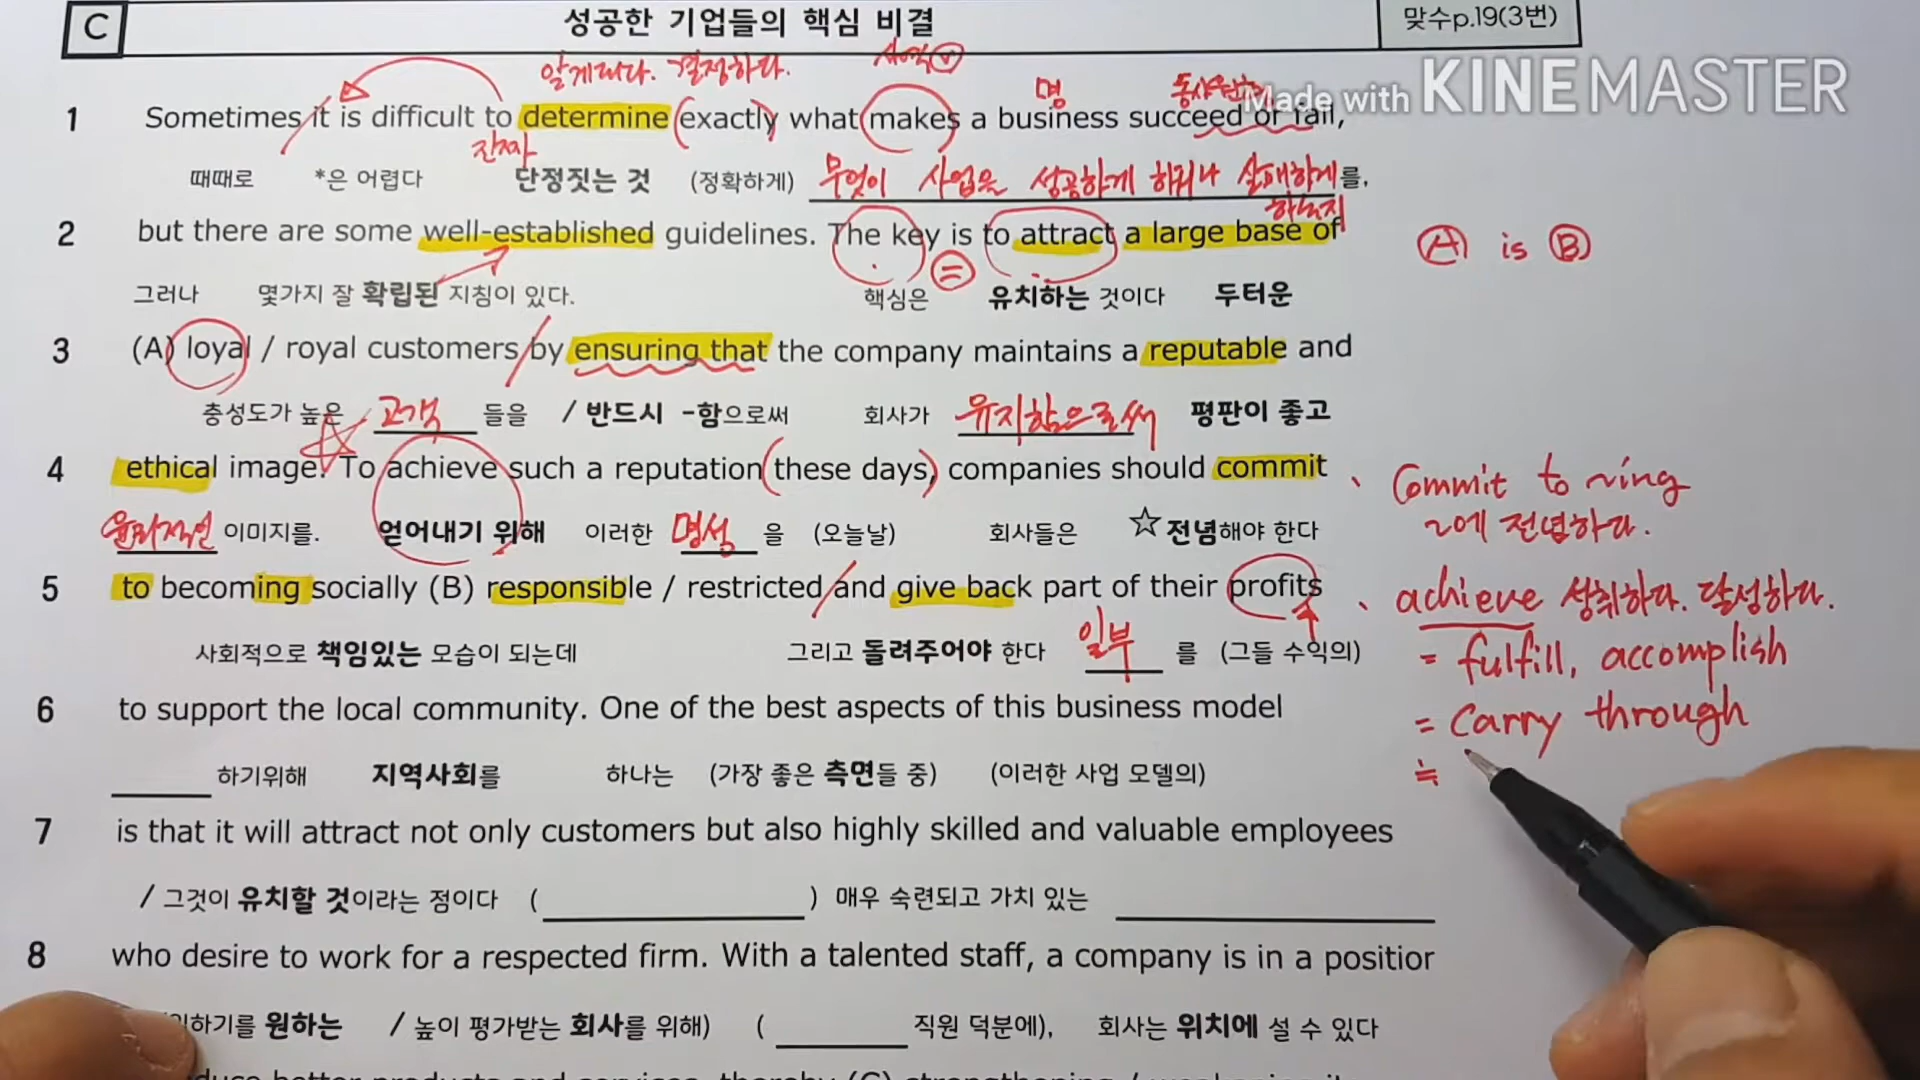 C 성공한 기업들의 핵심 비결 맞수p.19(3번)
Made with KINEMASTER
알게되다. 결정하다. 사역ⓥ
명 동사원형
1 Sometimes it is difficult to determine (exactly) what makes a business succeed or fail,
진짜
때때로 *은 어렵다 단정짓는 것 (정확하게) 무엇이 사업을 성공하게 하거나 실패하게를,
하는지
2 but there are some well-established guidelines. The key is to attract a large base of
Ⓐ is Ⓑ
=
그러나 몇가지 잘 확립된 지침이 있다. 핵심은 유치하는 것이다 두터운
3 (A) loyal / royal customers / by ensuring that the company maintains a reputable and
충성도가 높은 고객 들을 / 반드시 -함으로써 회사가 유지함으로써 평판이 좋고
4 ethical image. To achieve such a reputation (these days), companies should commit
、 Commit to ~ing
윤리적인 이미지를. 얻어내기 위해 이러한 명성 을 (오늘날) 회사들은 ☆전념해야 한다
~에 전념하다.
5 to becoming socially (B) responsible / restricted / and give back part of their profits
、 achieve 성취하다. 달성하다.
사회적으로 책임있는 모습이 되는데 그리고 돌려주어야 한다 일부 를 (그들 수익의)
= fulfill, accomplish
6 to support the local community. One of the best aspects of this business model
= carry through
하기위해 지역사회를 하나는 (가장 좋은 측면들 중) (이러한 사업 모델의)
≒
7 is that it will attract not only customers but also highly skilled and valuable employees
/ 그것이 유치할 것이라는 점이다 ( ) 매우 숙련되고 가치 있는
8 who desire to work for a respected firm. With a talented staff, a company is in a position
하기를 원하는 / 높이 평가받는 회사를 위해) ( 직원 덕분에), 회사는 위치에 설 수 있다